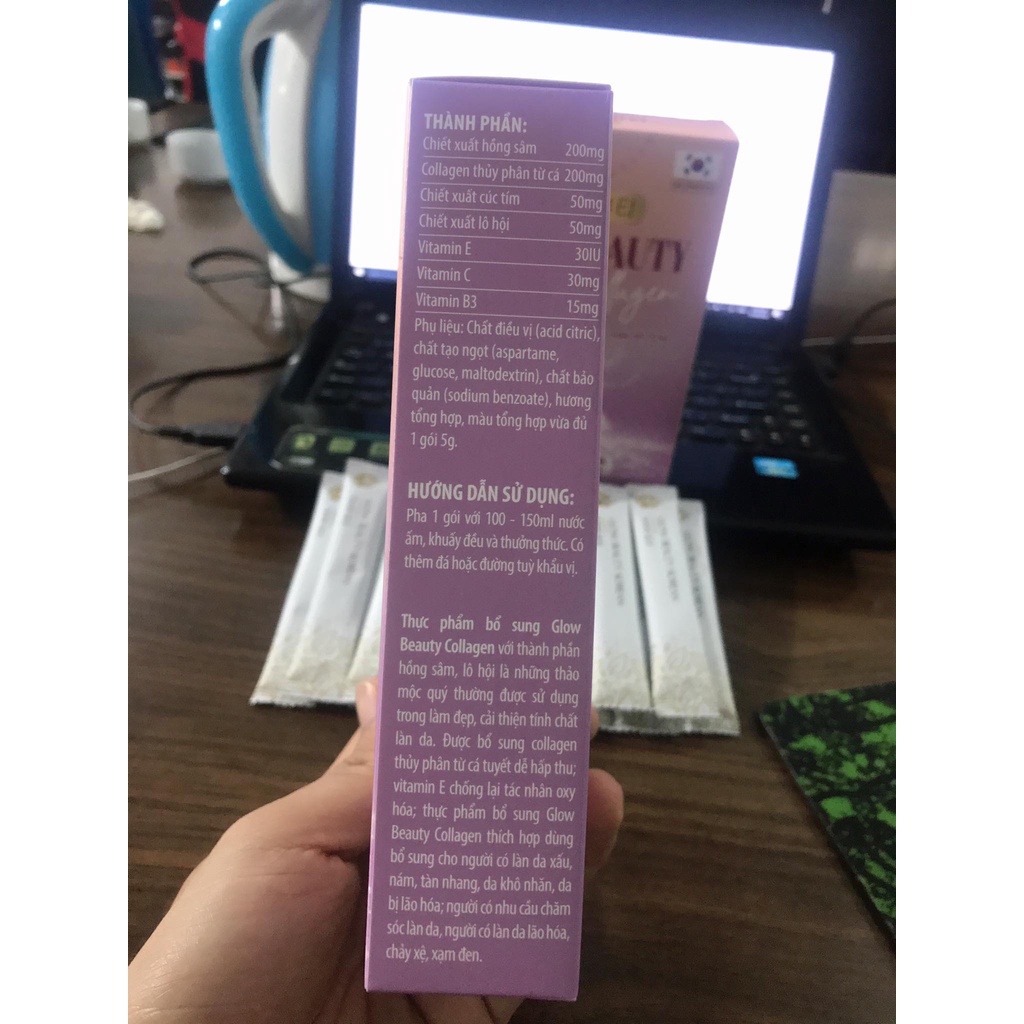 THÀNH PHẦN:
Chiết xuất hồng sâm 200mg
Collagen thủy phân từ cá 200mg
Chiết xuất cúc tím 50mg
Chiết xuất lô hội 50mg
Vitamin E 30IU
Vitamin C 30mg
Vitamin B3 15mg
Phụ liệu: Chất điều vị (acid citric),
chất tạo ngọt (aspartame,
glucose, maltodextrin), chất bảo
quản (sodium benzoate), hương
tổng hợp, màu tổng hợp vừa đủ
1 gói 5g.
HƯỚNG DẪN SỬ DỤNG:
Pha 1 gói với 100 - 150ml nước
ấm, khuấy đều và thưởng thức. Có
thêm đá hoặc đường tuỳ khẩu vị.
Thực phẩm bổ sung Glow
Beauty Collagen với thành phần
hồng sâm, lô hội là những thảo
mộc quý thường được sử dụng
trong làm đẹp, cải thiện tính chất
làn da. Được bổ sung collagen
thủy phân từ cá tuyết dễ hấp thu;
vitamin E chống lại tác nhân oxy
hóa; thực phẩm bổ sung Glow
Beauty Collagen thích hợp dùng
bổ sung cho người có làn da xấu,
nám, tàn nhang, da khô nhăn, da
bị lão hóa; người có nhu cầu chăm
sóc làn da, người có làn da lão hóa,
chảy xệ, xạm đen.
AUTY